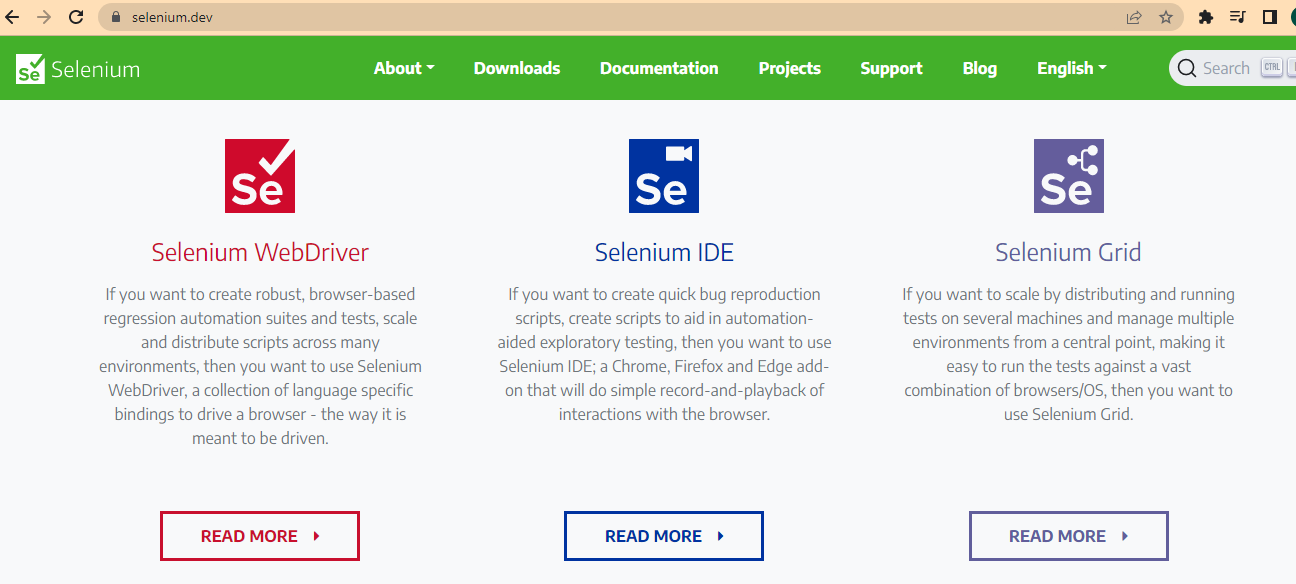 selenium.dev
Se Selenium
About
Downloads
Documentation
Projects
Support
Blog
English
Search
CTRL
Se
Selenium WebDriver
If you want to create robust, browser-based
regression automation suites and tests, scale
and distribute scripts across many
environments, then you want to use Selenium
WebDriver, a collection of language specific
bindings to drive a browser - the way it is
meant to be driven.
READ MORE
Se
Selenium IDE
If you want to create quick bug reproduction
scripts, create scripts to aid in automation-
aided exploratory testing, then you want to use
Selenium IDE; a Chrome, Firefox and Edge add-
on that will do simple record-and-playback of
interactions with the browser.
READ MORE
Se
Selenium Grid
If you want to scale by distributing and running
tests on several machines and manage multiple
environments from a central point, making it
easy to run the tests against a vast
combination of browsers/OS, then you want to
use Selenium Grid.
READ MORE